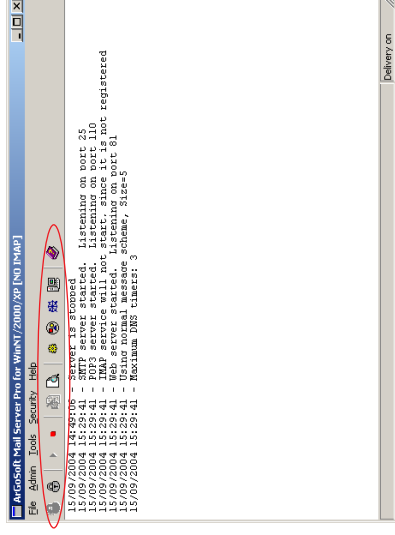 ArGoSoft Mail Server Pro for WinNT/2000/XP [NO IMAP]
File Admin Tools Security Help
15/09/2004 14:49:06 - Server is stopped
15/09/2004 15:29:41 - SMTP server started. Listening on port 25
15/09/2004 15:29:41 - POP3 server started. Listening on port 110
15/09/2004 15:29:41 - IMAP service will not start, since it is not registered
15/09/2004 15:29:41 - Web server started. Listening on port 81
15/09/2004 15:29:41 - Using normal message scheme, Size=5
15/09/2004 15:29:41 - Maximum DNS timers: 3
Delivery on